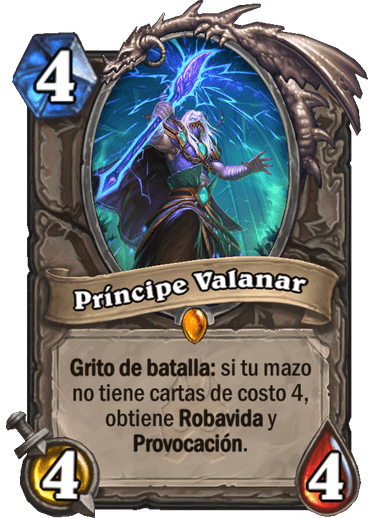 4
Príncipe Valanar
Grito de batalla: si tu mazo
no tiene cartas de costo 4,
obtiene Robavida y
Provocación.
4
4